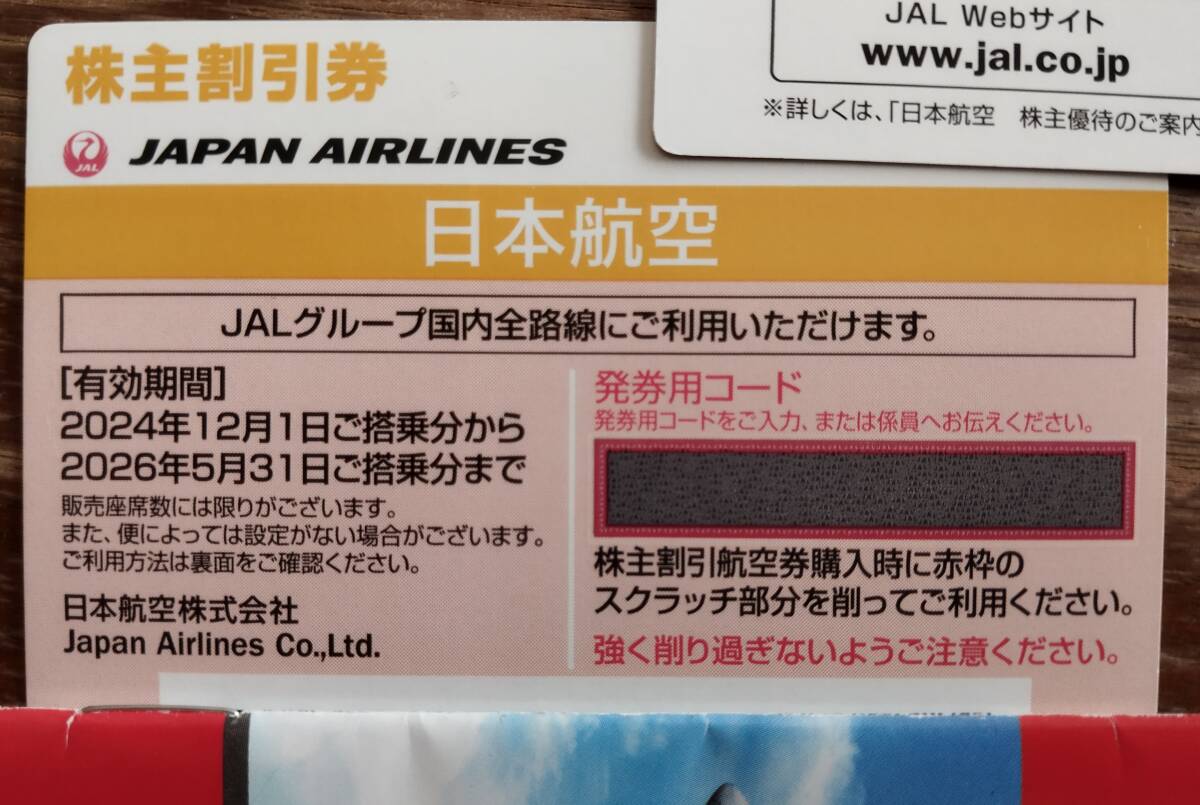 JAL Webサイト
www.jal.co.jp
※詳しくは、「日本航空　株主優待のご案内
株主割引券
JAL
JAPAN AIRLINES
日本航空
JALグループ国内全路線にご利用いただけます。
[有効期間]
2024年12月1日ご搭乗分から
2026年5月31日ご搭乗分まで
販売座席数には限りがございます。
また、便によっては設定がない場合がございます。
ご利用方法は裏面をご確認ください。
日本航空株式会社
Japan Airlines Co.,Ltd.
発券用コード
発券用コードをご入力、または係員へお伝えください。
株主割引航空券購入時に赤枠の
スクラッチ部分を削ってご利用ください。
強く削り過ぎないようご注意ください。